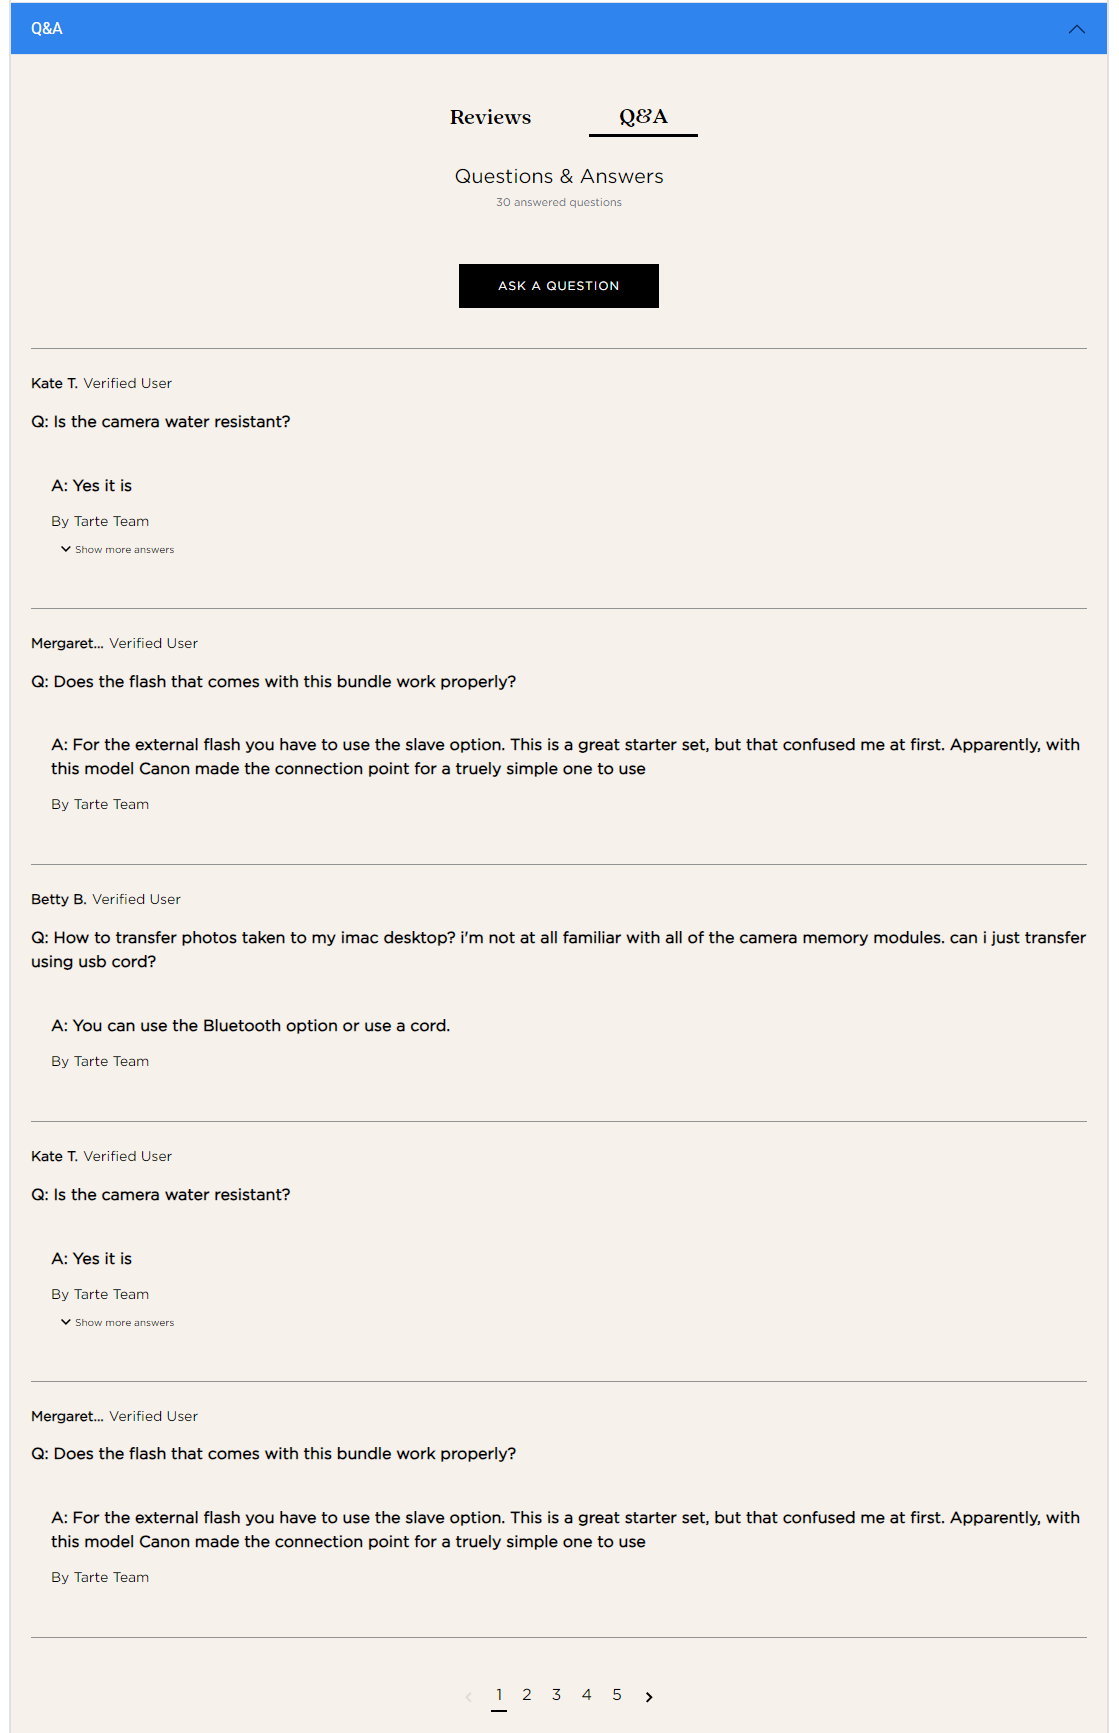 Q&A
Reviews
Q&A
Questions & Answers
30 answered questions
ASK A QUESTION
Kate T. Verified User
Q: Is the camera water resistant?
A: Yes it is
By Tarte Team
Show more answers
Mergaret... Verified User
Q: Does the flash that comes with this bundle work properly?
A: For the external flash you have to use the slave option. This is a great starter set, but that confused me at first. Apparently, with
this model Canon made the connection point for a truely simple one to use
By Tarte Team
Betty B. Verified User
Q: How to transfer photos taken to my imac desktop? i'm not at all familiar with all of the camera memory modules. can i just transfer
using usb cord?
A: You can use the Bluetooth option or use a cord.
By Tarte Team
Kate T. Verified User
Q: Is the camera water resistant?
A: Yes it is
By Tarte Team
Show more answers
Mergaret... Verified User
Q: Does the flash that comes with this bundle work properly?
A: For the external flash you have to use the slave option. This is a great starter set, but that confused me at first. Apparently, with
this model Canon made the connection point for a truely simple one to use
By Tarte Team
1 2 3 4 5